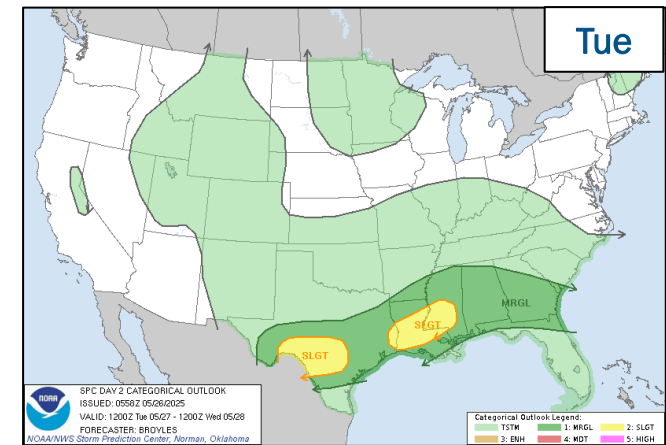 Tue
MRGL
SLGT
SLGT
SPC DAY 2 CATEGORICAL OUTLOOK
ISSUED: 0558Z 05/26/2025
VALID: 1200Z Tue 05/27 - 1200Z Wed 05/28
FORECASTER: BROYLES
NOAA/NWS Storm Prediction Center, Norman, Oklahoma
NOAA
Categorical Outlook Legend:
TSTM 1: MRGL 2: SLGT
3: ENH 4: MDT 5: HIGH